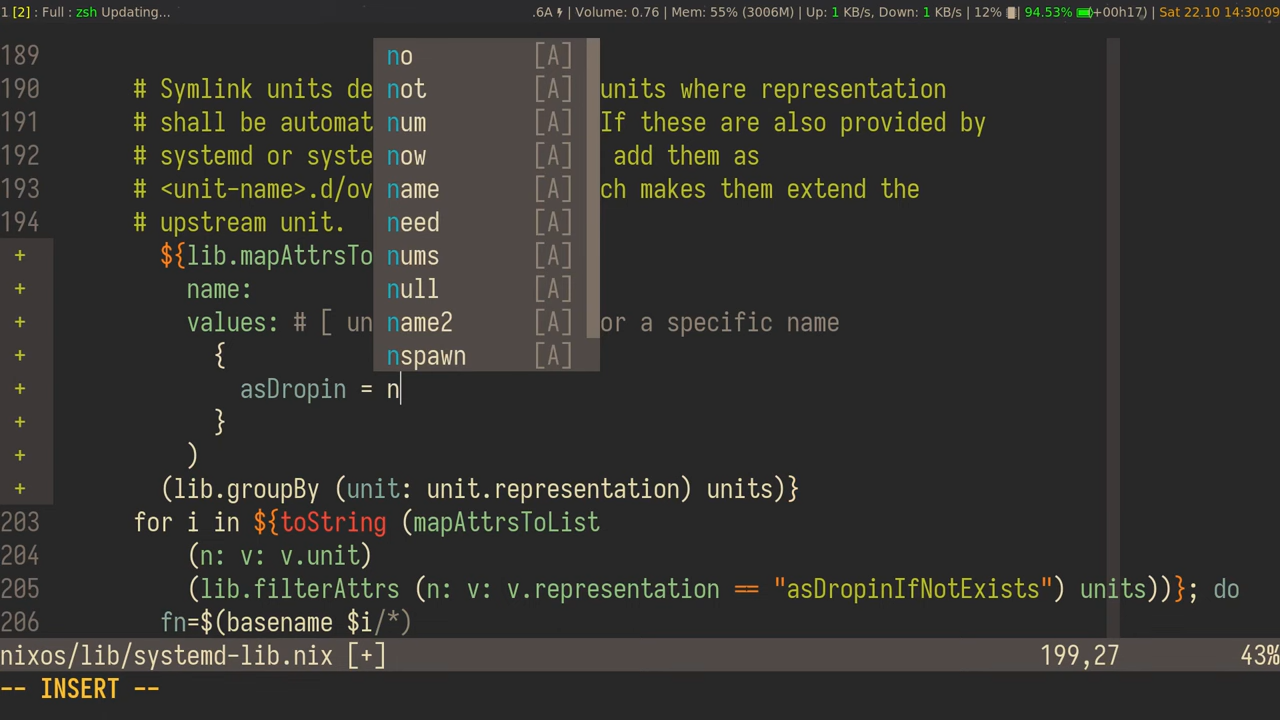 1 [2] : Full : zsh Updating... .6A | Volume: 0.76 | Mem: 55% (3006M) | Up: 1 KB/s, Down: 1 KB/s | 12% | 94.53% +00h17 | Sat 22.10 14:30:09
189 no [A]
190 # Symlink units de not [A] units where representation
191 # shall be automat num [A] If these are also provided by
192 # systemd or syste now [A] add them as
193 # <unit-name>.d/ov name [A] ch makes them extend the
194 # upstream unit. need [A]
+ ${lib.mapAttrsTo nums [A]
+ name: null [A]
+ values: # [ un name2 [A] or a specific name
+ { nspawn [A]
+ asDropin = n
+ }
+ )
+ (lib.groupBy (unit: unit.representation) units)}
203 for i in ${toString (mapAttrsToList
204 (n: v: v.unit)
205 (lib.filterAttrs (n: v: v.representation == "asDropinIfNotExists") units))}; do
206 fn=$(basename $i/*)
nixos/lib/systemd-lib.nix [+] 199,27 43%
-- INSERT --